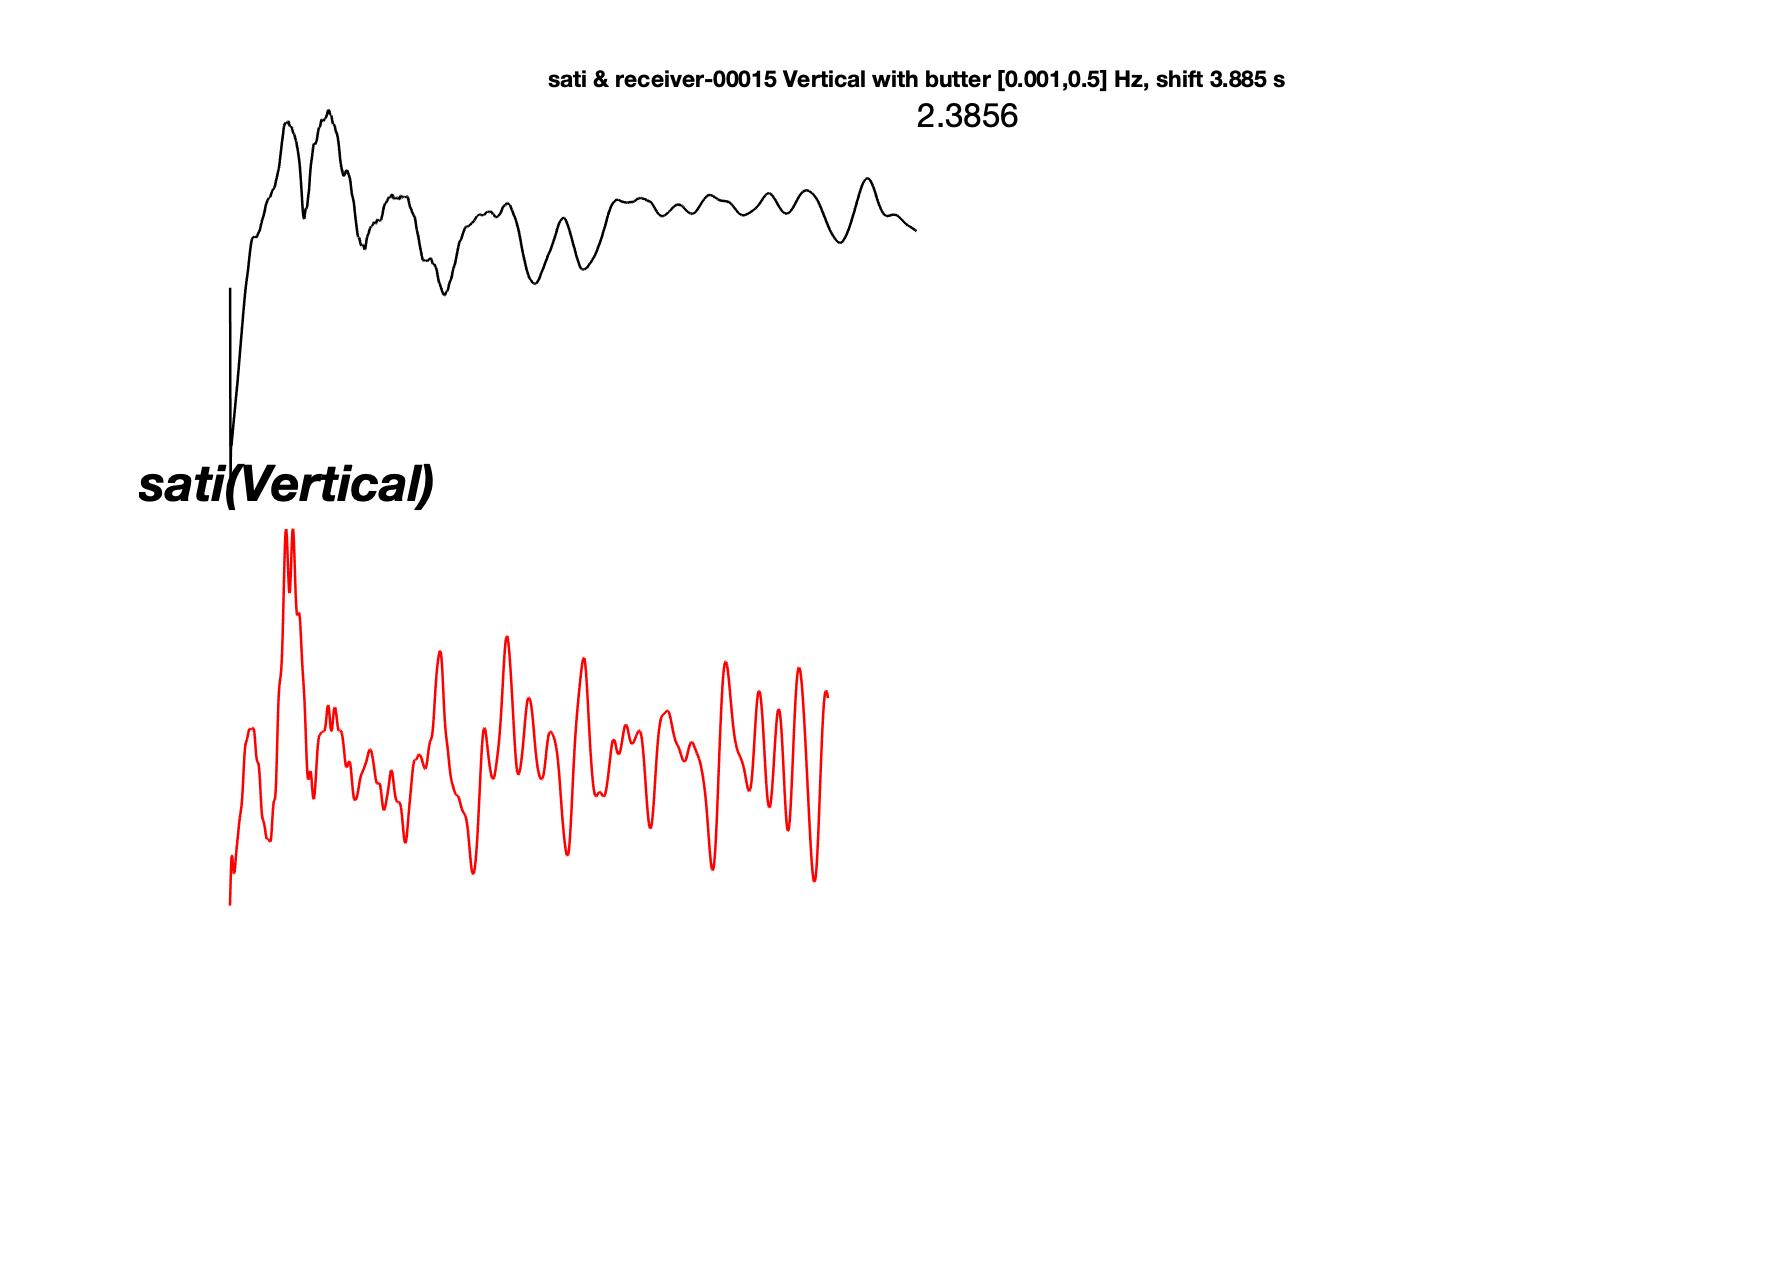 sati & receiver-00015 Vertical with butter [0.001,0.5] Hz, shift 3.885 s
2.3856
sati(Vertical)